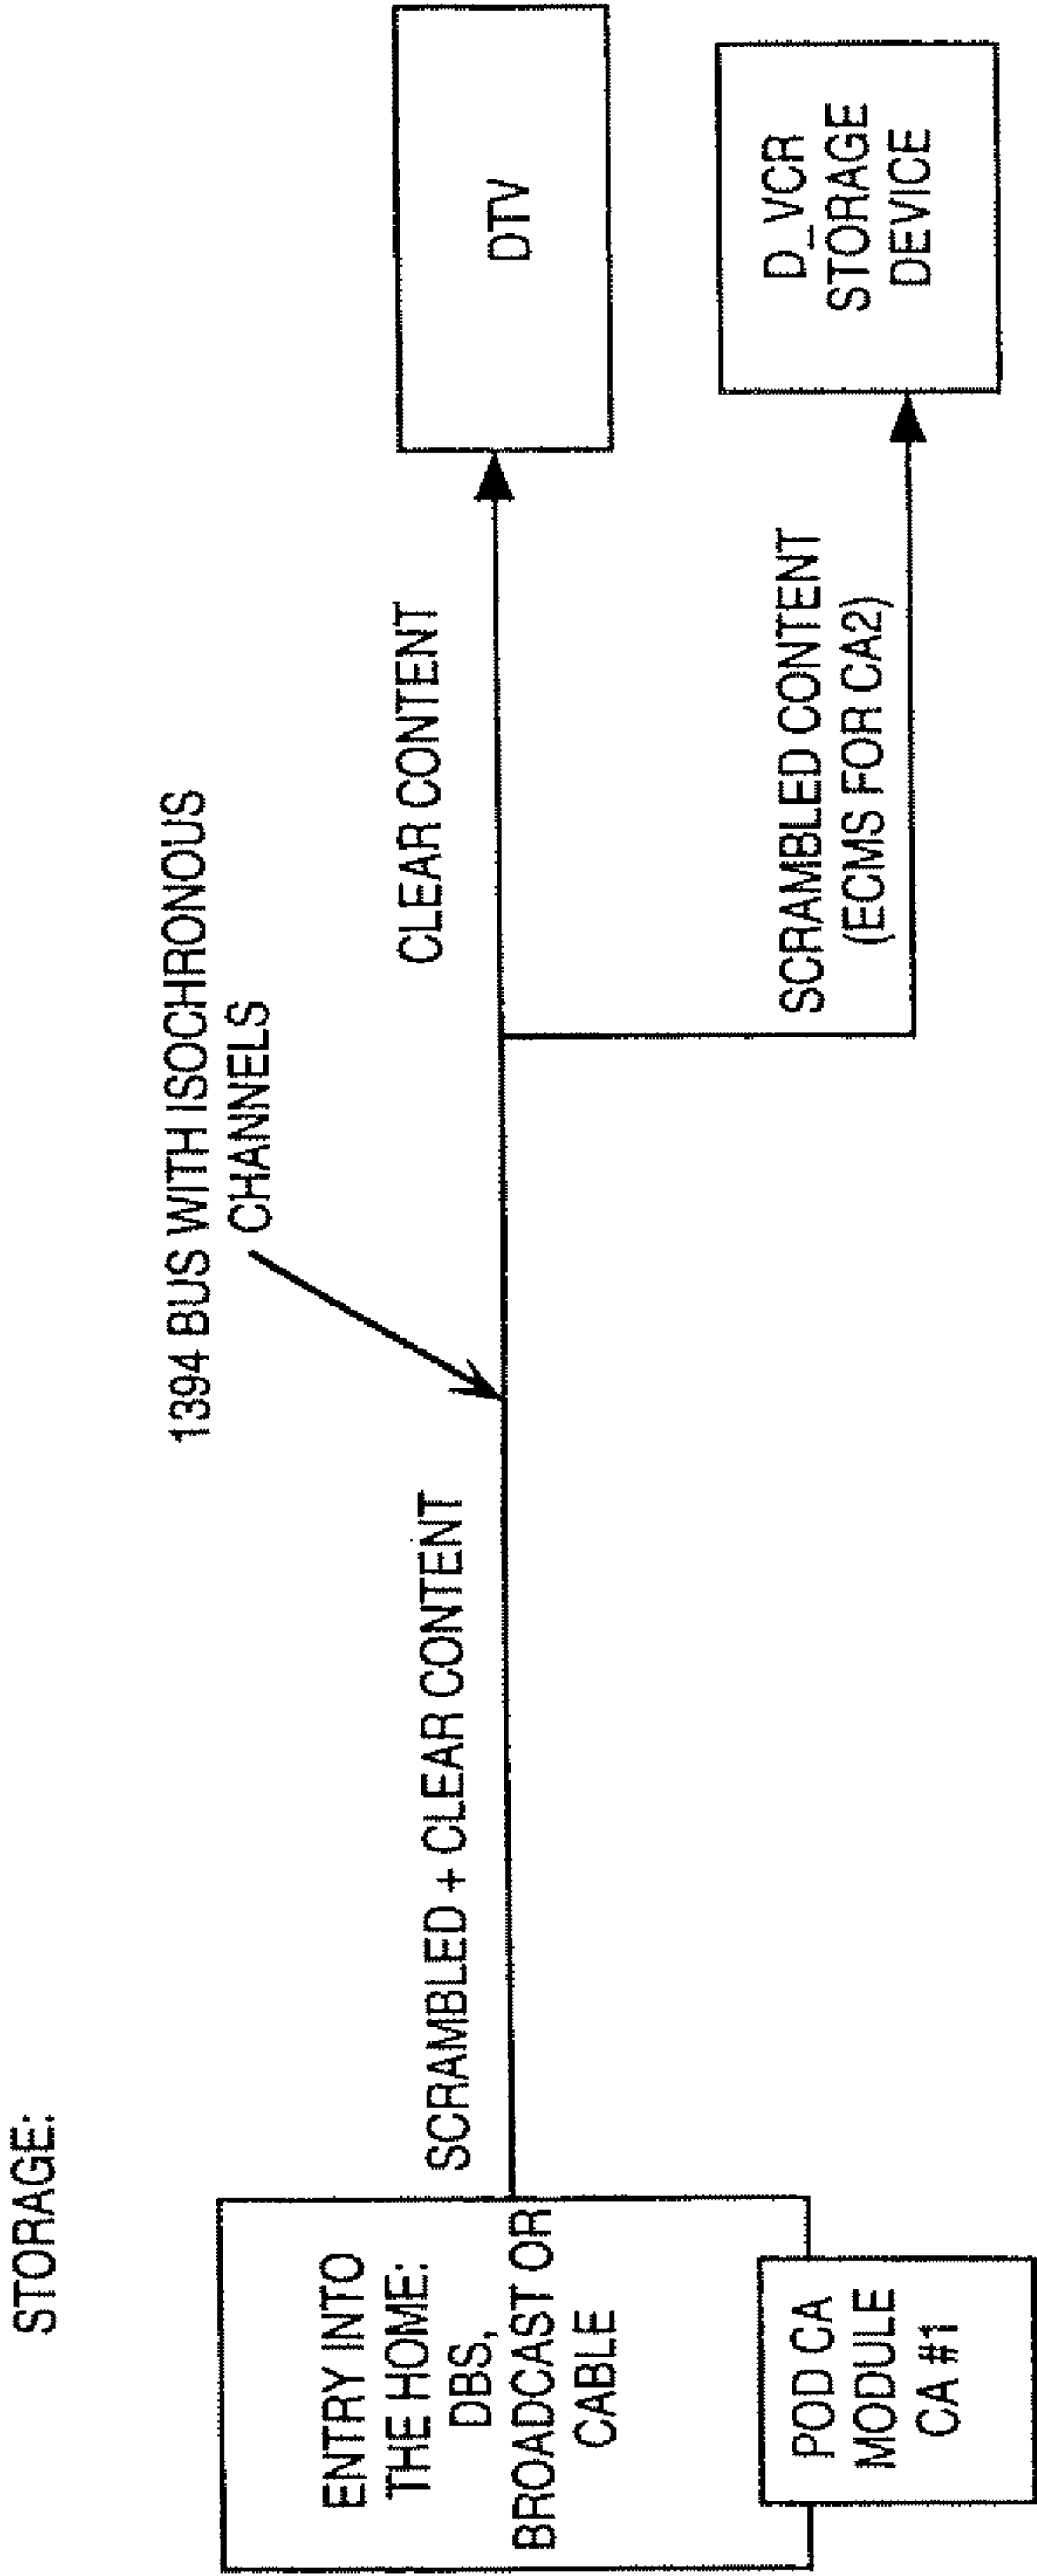 STORAGE:
1394 BUS WITH ISOCHRONOUS
CHANNELS
ENTRY INTO
THE HOME:
DBS,
BROADCAST OR
CABLE
POD CA
MODULE
CA #1
SCRAMBLED + CLEAR CONTENT
CLEAR CONTENT
DTV
SCRAMBLED CONTENT
(ECMS FOR CA2)
D_VCR
STORAGE
DEVICE